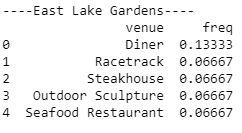 ----East Lake Gardens----
venue freq
0 Diner 0.13333
1 Racetrack 0.06667
2 Steakhouse 0.06667
3 Outdoor Sculpture 0.06667
4 Seafood Restaurant 0.06667